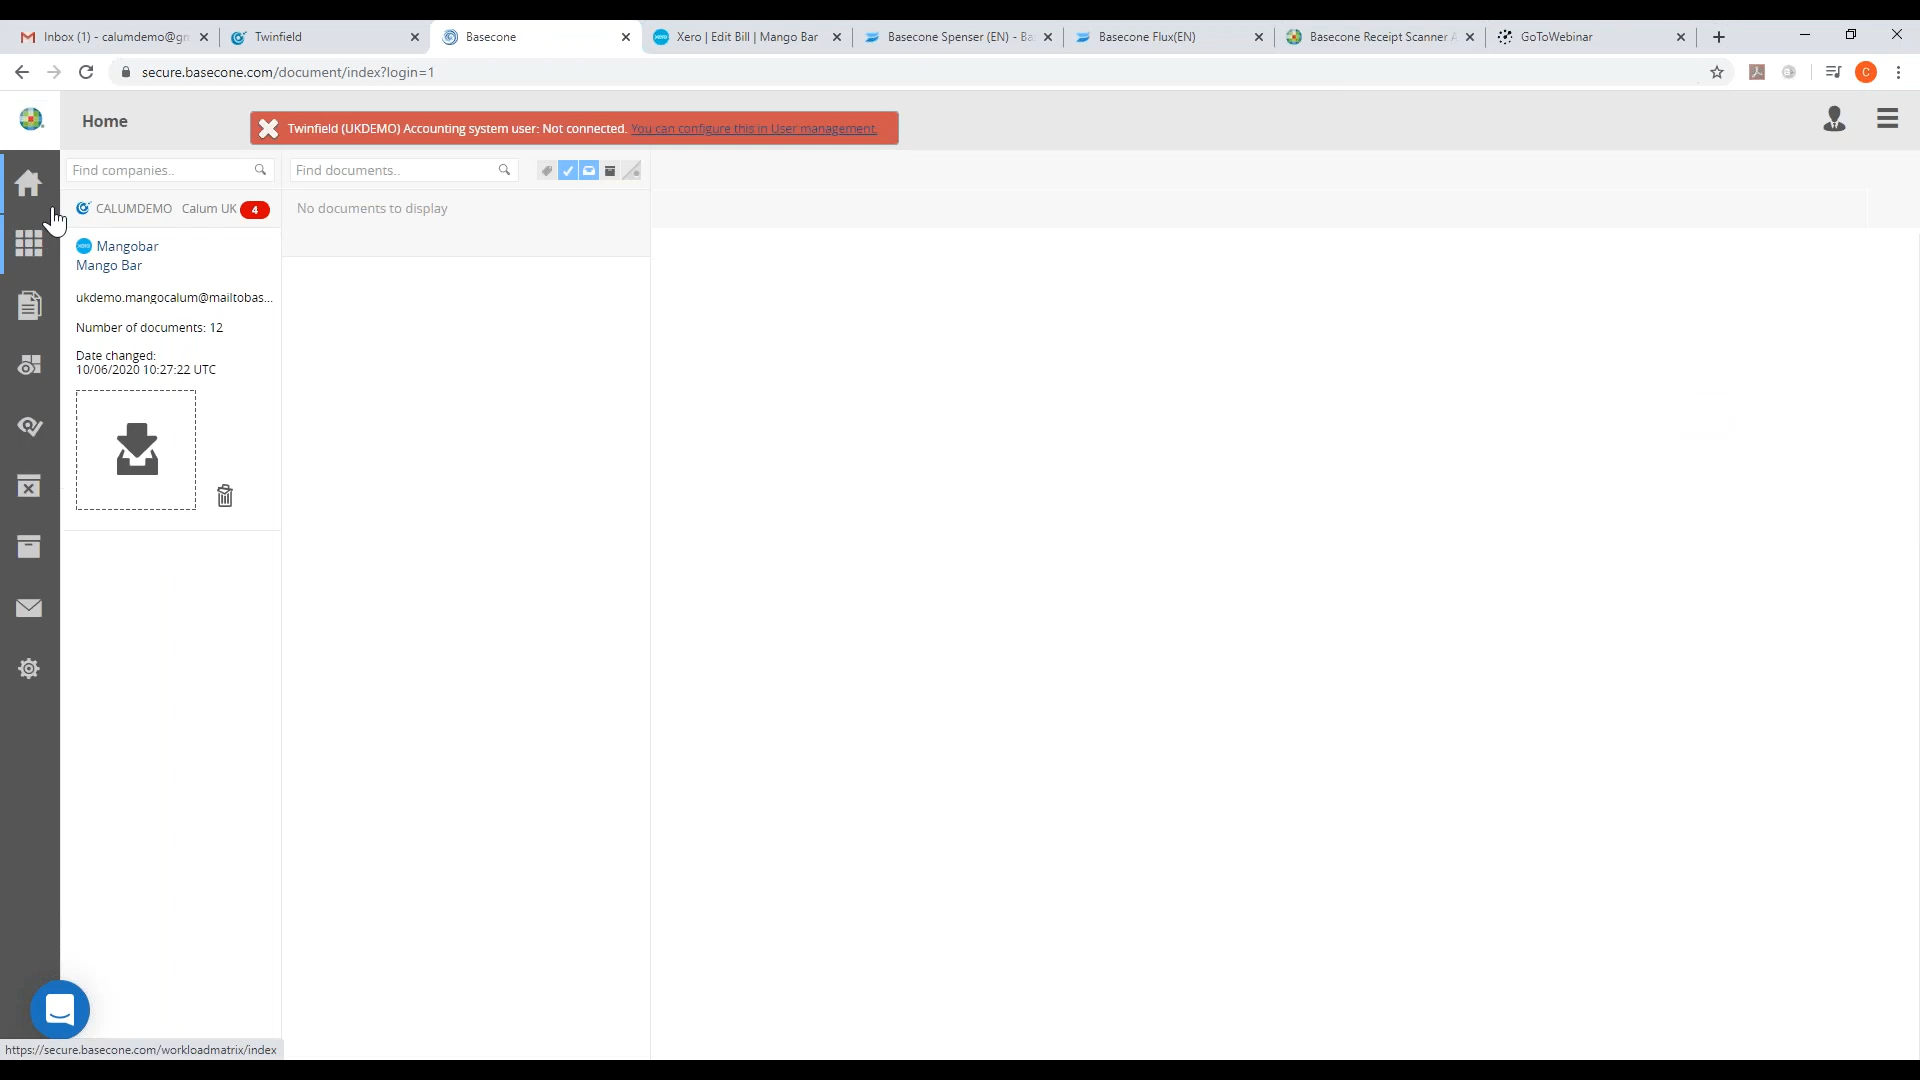 Inbox (1) - calumdemo@gm
Twinfield
Basecone
Xero | Edit Bill | Mango Bar
Basecone Spenser (EN) - Ba
Basecone Flux(EN)
Basecone Receipt Scanner A
GoToWebinar
secure.basecone.com/document/index?login=1
C
Home
Twinfield (UKDEMO) Accounting system user: Not connected. You can configure this in User management.
Find companies..
Find documents..
CALUMDEMO Calum UK 4
No documents to display
Mangobar
Mango Bar
ukdemo.mangocalum@mailtobas...
Number of documents: 12
Date changed:
10/06/2020 10:27:22 UTC
https://secure.basecone.com/workloadmatrix/index